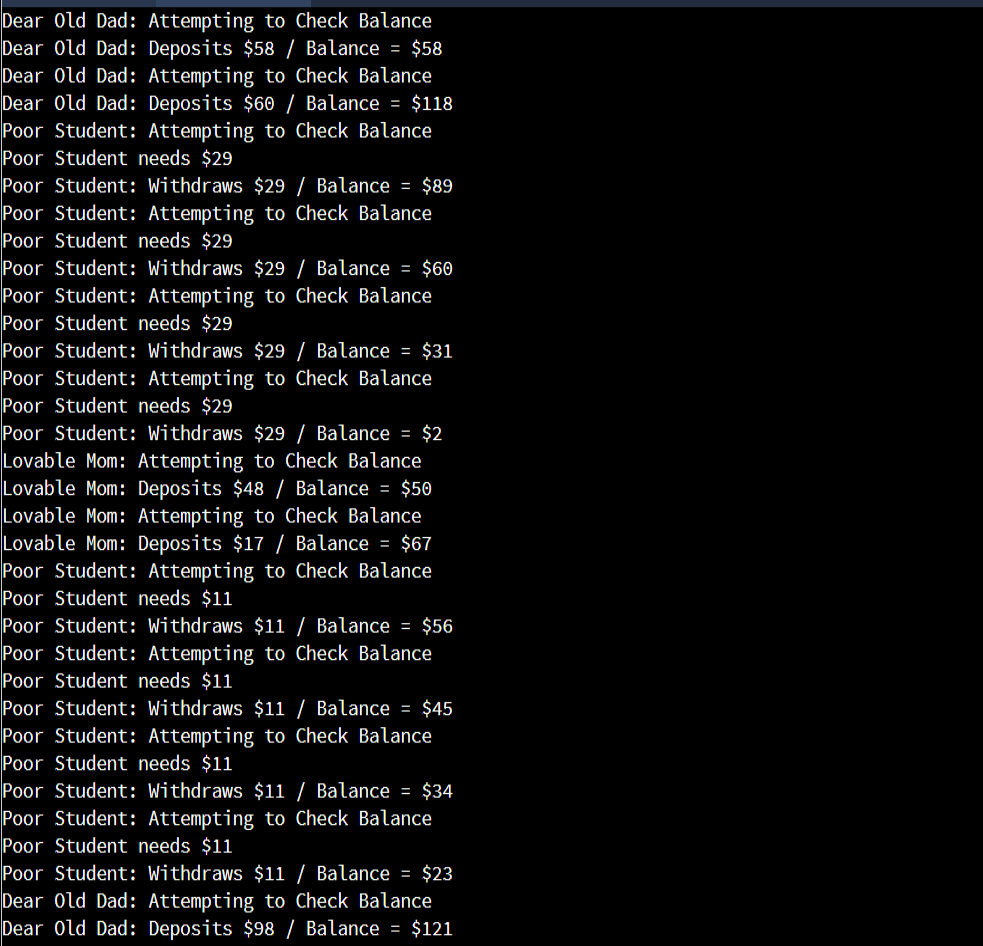 Dear Old Dad: Attempting to Check Balance
Dear Old Dad: Deposits $58 / Balance = $58
Dear Old Dad: Attempting to Check Balance
Dear Old Dad: Deposits $60 / Balance = $118
Poor Student: Attempting to Check Balance
Poor Student needs $29
Poor Student: Withdraws $29 / Balance = $89
Poor Student: Attempting to Check Balance
Poor Student needs $29
Poor Student: Withdraws $29 / Balance = $60
Poor Student: Attempting to Check Balance
Poor Student needs $29
Poor Student: Withdraws $29 / Balance = $31
Poor Student: Attempting to Check Balance
Poor Student needs $29
Poor Student: Withdraws $29 / Balance = $2
Lovable Mom: Attempting to Check Balance
Lovable Mom: Deposits $48 / Balance = $50
Lovable Mom: Attempting to Check Balance
Lovable Mom: Deposits $17 / Balance = $67
Poor Student: Attempting to Check Balance
Poor Student needs $11
Poor Student: Withdraws $11 / Balance = $56
Poor Student: Attempting to Check Balance
Poor Student needs $11
Poor Student: Withdraws $11 / Balance = $45
Poor Student: Attempting to Check Balance
Poor Student needs $11
Poor Student: Withdraws $11 / Balance = $34
Poor Student: Attempting to Check Balance
Poor Student needs $11
Poor Student: Withdraws $11 / Balance = $23
Dear Old Dad: Attempting to Check Balance
Dear Old Dad: Deposits $98 / Balance = $121